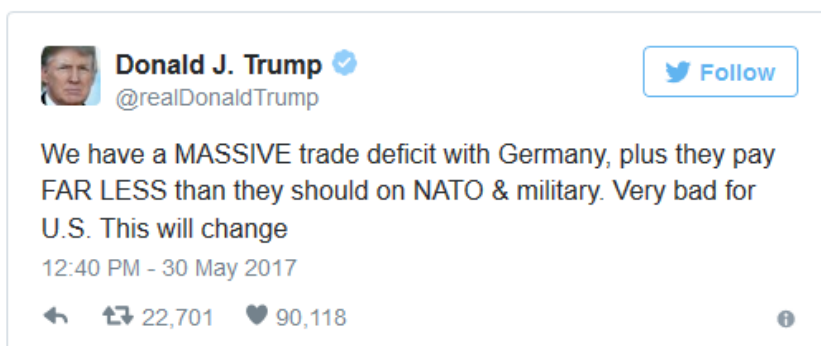 Donald J. Trump
@realDonaldTrump
Follow
We have a MASSIVE trade deficit with Germany, plus they pay
FAR LESS than they should on NATO & military. Very bad for
U.S. This will change
12:40 PM - 30 May 2017
22,701 90,118